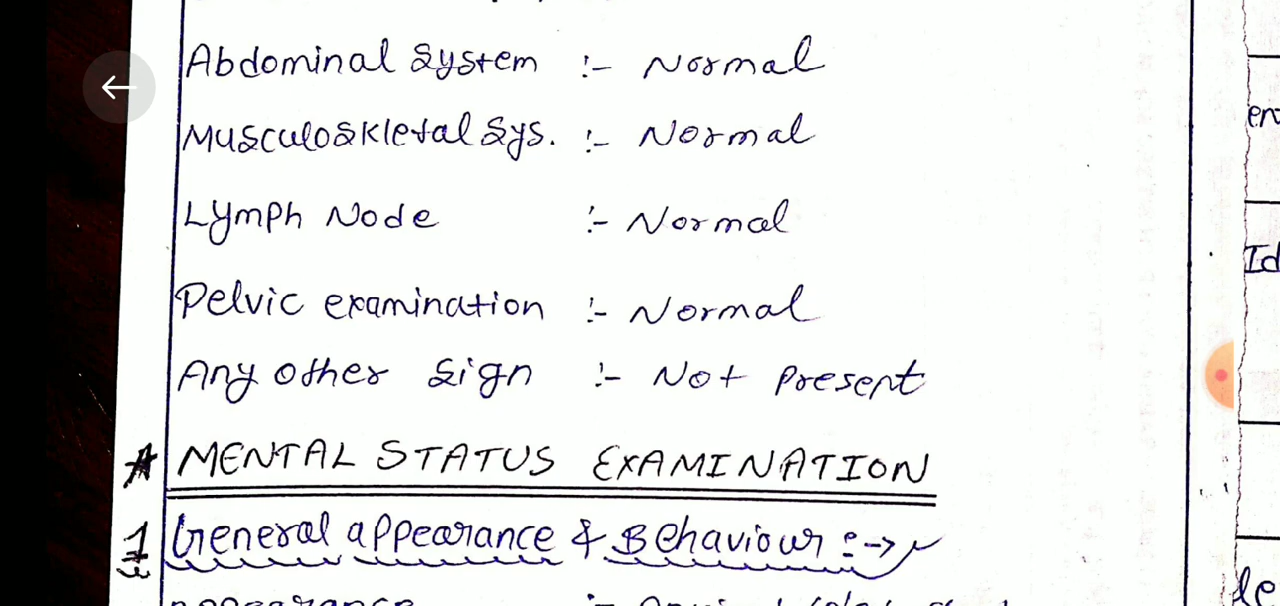 Abdominal System :- Normal
Musculoskletal Sys. :- Normal
Lymph Node :- Normal
Pelvic examination :- Normal
Any other Sign :- Not Present
MENTAL STATUS EXAMINATION
1 General appearance & Behaviour :->